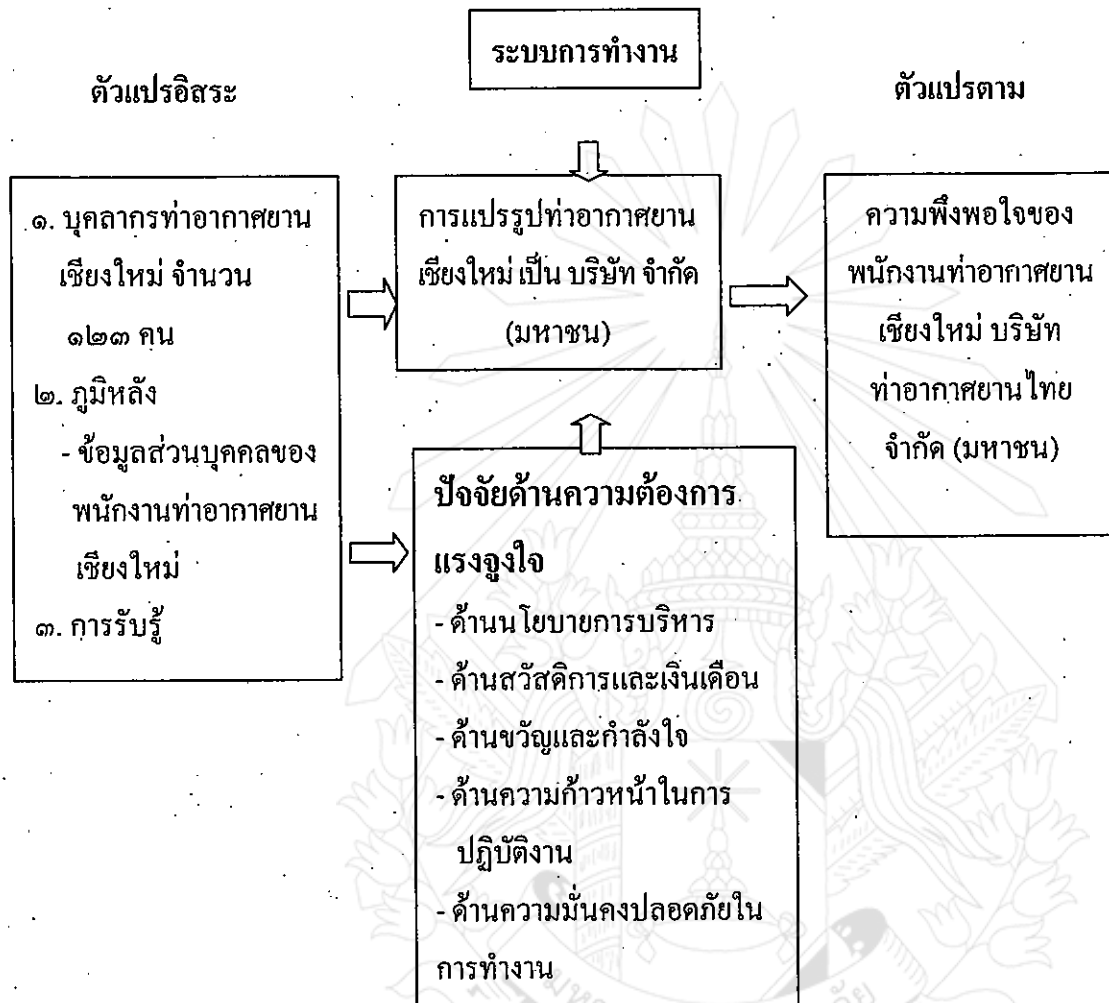 ระบบการทำงาน
ตัวแปรอิสระ
ตัวแปรตาม
๑. บุคลากรท่าอากาศยาน
เชียงใหม่ จำนวน
๑๒๓ คน
๒. ภูมิหลัง
- ข้อมูลส่วนบุคคลของ
พนักงานท่าอากาศยาน
เชียงใหม่
๓. การรับรู้
การแปรรูปท่าอากาศยาน
เชียงใหม่ เป็น บริษัท จำกัด
(มหาชน)
ความพึงพอใจของ
พนักงานท่าอากาศยาน
เชียงใหม่ บริษัท
ท่าอากาศยานไทย
จำกัด (มหาชน)
ปัจจัยด้านความต้องการ
แรงจูงใจ
- ด้านนโยบายการบริหาร
- ด้านสวัสดิการและเงินเดือน
- ด้านขวัญและกำลังใจ
- ด้านความก้าวหน้าในการ
ปฏิบัติงาน
- ด้านความมั่นคงปลอดภัยใน
การทำงาน